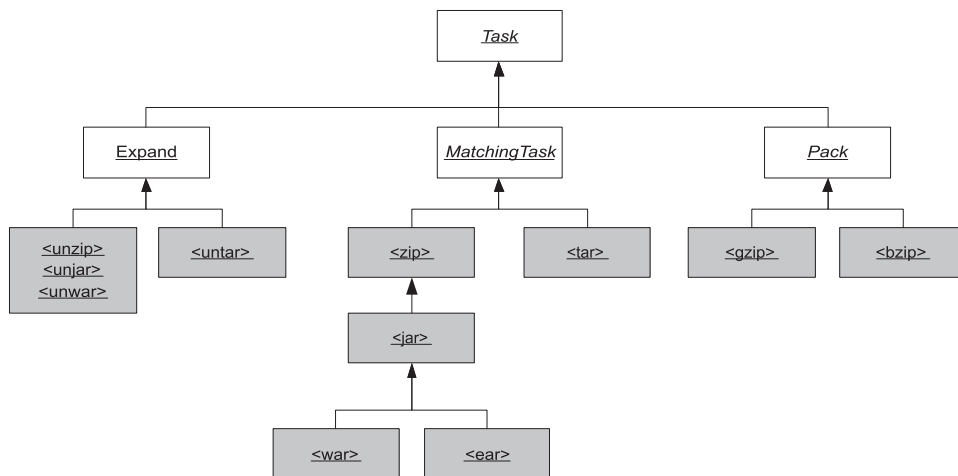 Task
Expand
MatchingTask
Pack
<unzip>
<unjar>
<unwar>
<untar>
<zip>
<tar>
<gzip>
<bzip>
<jar>
<war>
<ear>